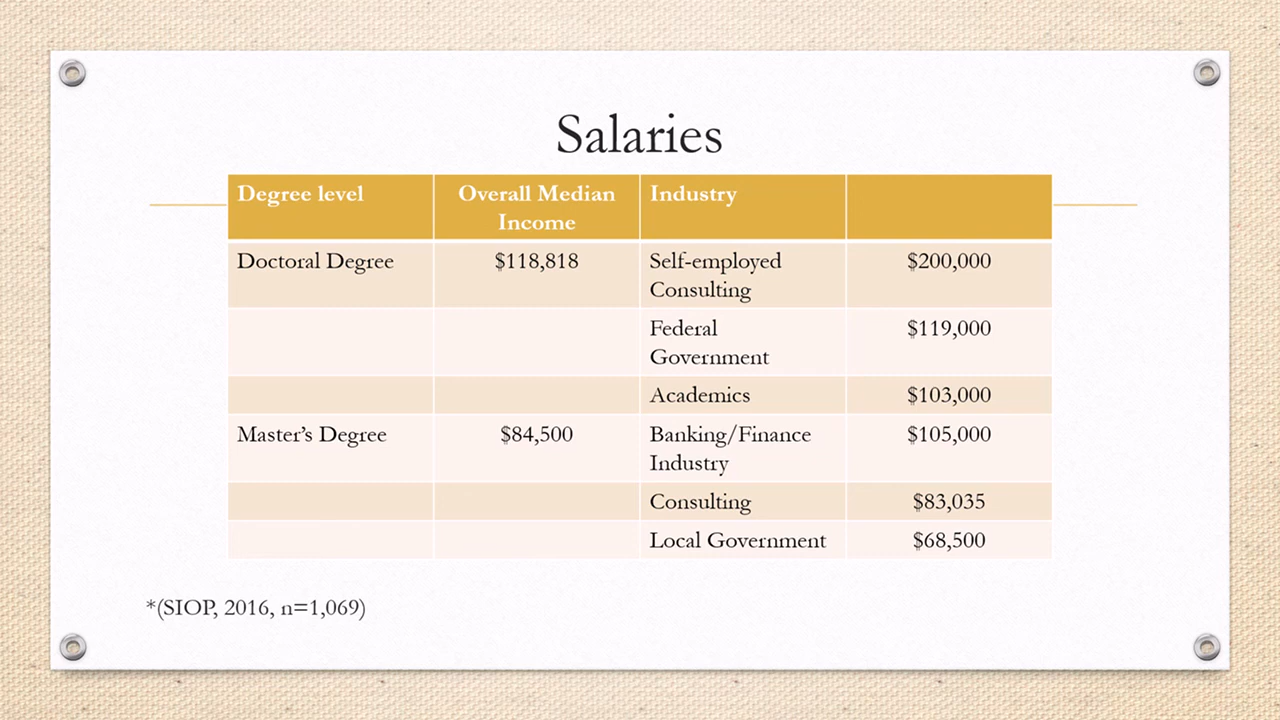 Salaries
Degree level
Overall Median
Income
Industry
Doctoral Degree
$118,818
Self-employed
Consulting
$200,000
Federal
Government
$119,000
Academics
$103,000
Master’s Degree
$84,500
Banking/Finance
Industry
$105,000
Consulting
$83,035
Local Government
$68,500
*(SIOP, 2016, n=1,069)